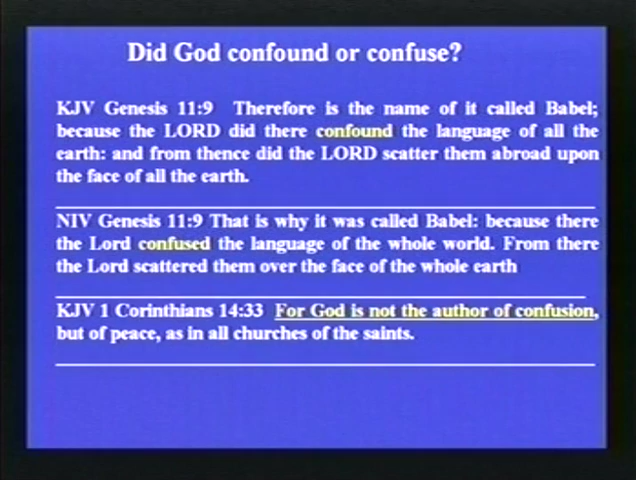 Did God confound or confuse?
KJV Genesis 11:9 Therefore is the name of it called Babel;
because the LORD did there confound the language of all the
earth: and from thence did the LORD scatter them abroad upon
the face of all the earth.
NIV Genesis 11:9 That is why it was called Babel: because there
the Lord confused the language of the whole world. From there
the Lord scattered them over the face of the whole earth
KJV 1 Corinthians 14:33 For God is not the author of confusion,
but of peace, as in all churches of the saints.